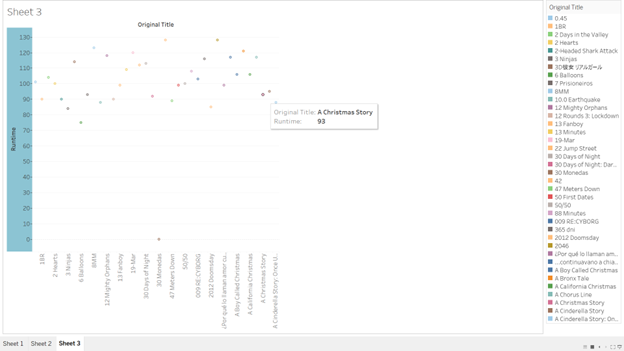 Sheet 3
Original Title
130
120
110
100
90
80
70
60
50
40
30
20
10
0
Runtime
Original Title: A Christmas Story
Runtime: 93
1BR
2 Hearts
3 Ninjas
6 Balloons
8MM
12 Mighty Orphans
13 Fanboy
19-Mar
30 Days of Night
30 Monedas
47 Meters Down
50/50
009 RE:CYBORG
2012 Doomsday
¿Por qué lo llaman amor cu...
A Boy Called Christmas
A California Christmas
A Christmas Story
A Cinderella Story: Once U...
Original Title
0.45
1BR
2 Days in the Valley
2 Hearts
2-Headed Shark Attack
3 Ninjas
3D彼女 リアルガール
6 Balloons
7 Prisioneiros
8MM
10.0 Earthquake
12 Mighty Orphans
12 Rounds 3: Lockdown
13 Fanboy
13 Minutes
19-Mar
22 Jump Street
30 Days of Night
30 Days of Night: Dar...
30 Monedas
42
47 Meters Down
50 First Dates
50/50
88 Minutes
009 RE:CYBORG
365 dni
2012 Doomsday
2046
¿Por qué lo llaman am...
...continuavano a chia...
A Boy Called Christmas
A Bronx Tale
A California Christmas
A Chorus Line
A Christmas Story
A Cinderella Story
A Cinderella Story: On...
Sheet 1
Sheet 2
Sheet 3